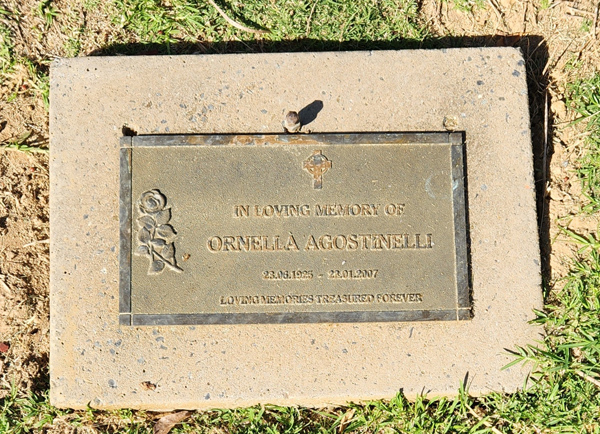 IN LOVING MEMORY OF
ORNELLA AGOSTINELLI
23.06.1925 - 22.01.2007
LOVING MEMORIES TREASURED FOREVER